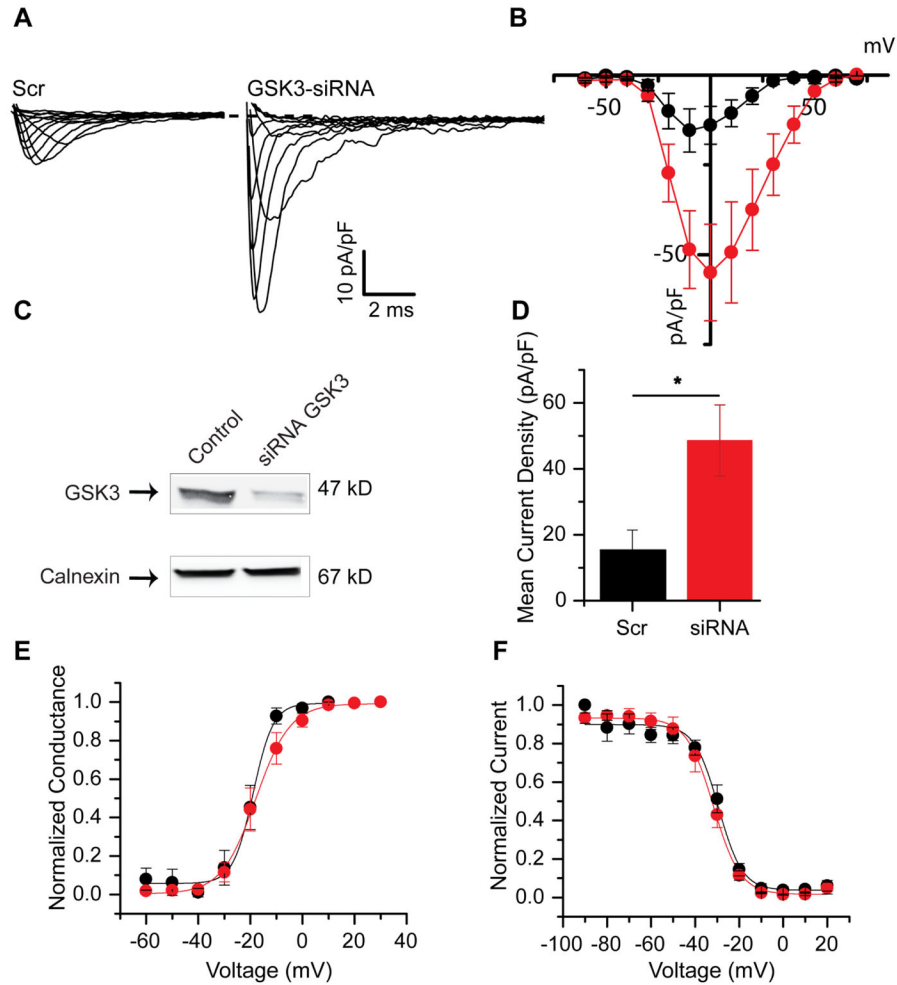 A
Scr
GSK3-siRNA
10 pA/pF
2 ms
B
mV
-50
50
-50
pA/pF
C
Control
siRNA GSK3
GSK3
47 kD
Calnexin
67 kD
D
Mean Current Density (pA/pF)
60
40
20
0
*
Scr
siRNA
E
Normalized Conductance
1.0
0.8
0.6
0.4
0.2
0.0
-60
-40
-20
0
20
40
Voltage (mV)
F
Normalized Current
1.0
0.8
0.6
0.4
0.2
0.0
-100
-80
-60
-40
-20
0
20
Voltage (mV)